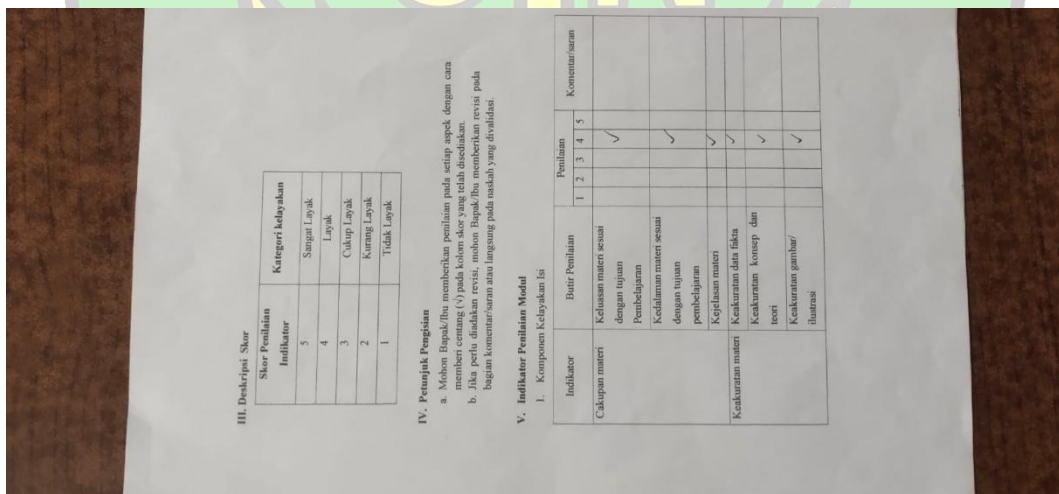 III. Deskripsi Skor
Skor Penilaian Kategori kelayakan
Indikator
5 Sangat Layak
4 Layak
3 Cukup Layak
2 Kurang Layak
1 Tidak Layak
IV. Petunjuk Pengisian
a. Mohon Bapak/Ibu memberikan penilaian pada setiap aspek dengan cara
memberi centang (√) pada kolom skor yang telah disediakan.
b. Jika perlu diadakan revisi, mohon Bapak/Ibu memberikan revisi pada
bagian komentar/saran atau langsung pada naskah yang divalidasi.
V. Indikator Penilaian Modul
1. Komponen Kelayakan Isi
Indikator Butir Penilaian Penilaian Komentar/saran
1 2 3 4 5
Cakupan materi Keluasan materi sesuai
dengan tujuan ✓
Pembelajaran
Kedalaman materi sesuai
dengan tujuan ✓
pembelajaran
Kejelasan materi ✓
Keakuratan materi Keakuratan data fakta ✓
Keakuratan konsep dan ✓
teori
Keakuratan gambar/ ✓
ilustrasi